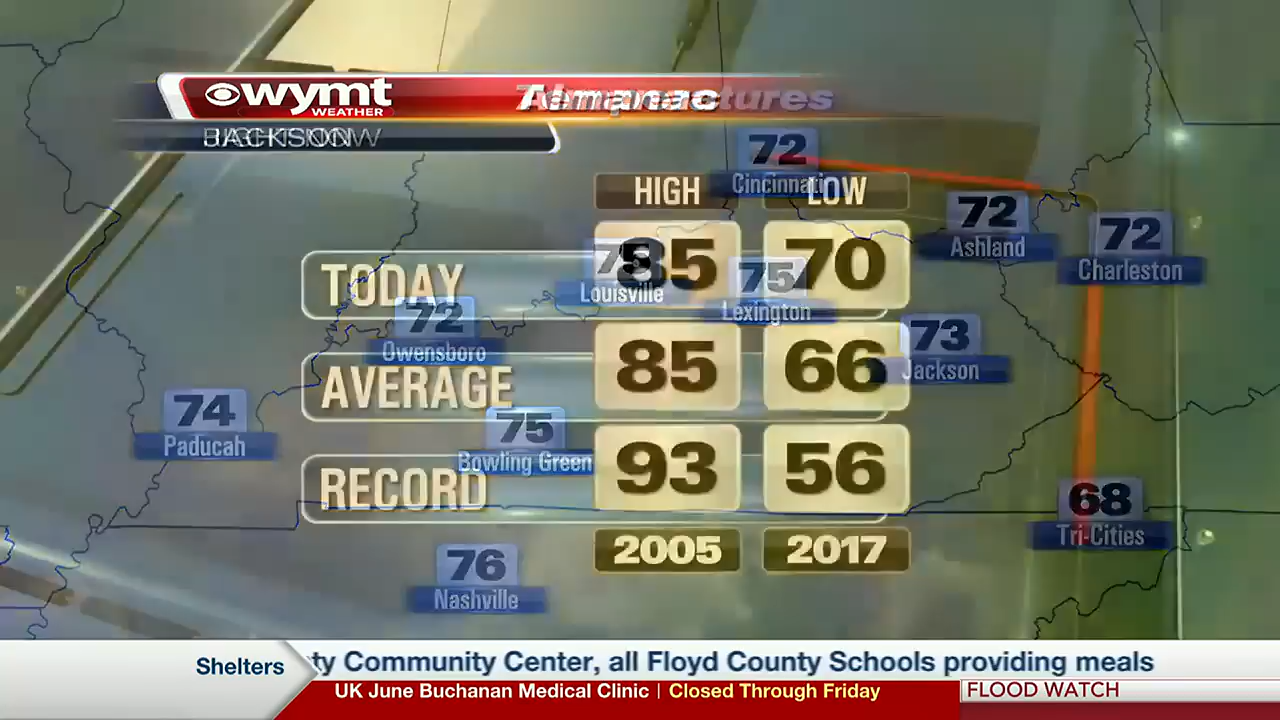 wymt
WEATHER
Almanac
JACKSON
72
Cincinnati
HIGH
LOW
72
Ashland
72
Charleston
TODAY
85
70
Louisville
75
Lexington
72
Owensboro
73
Jackson
AVERAGE
85
66
74
Paducah
75
Bowling Green
RECORD
93
56
68
Tri-Cities
2005
2017
76
Nashville
Shelters
ty Community Center, all Floyd County Schools providing meals
UK June Buchanan Medical Clinic | Closed Through Friday
FLOOD WATCH